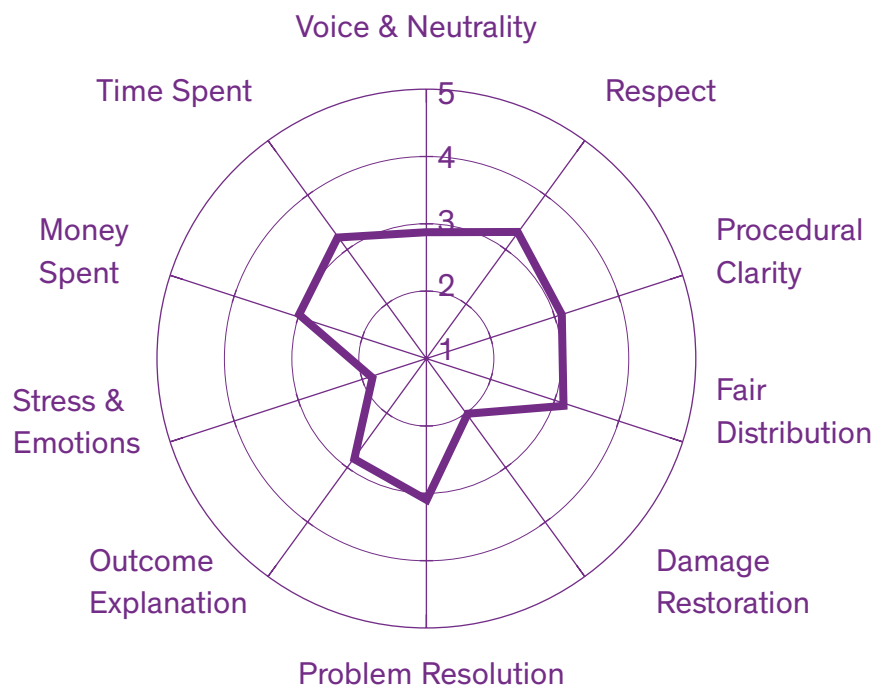 Voice & Neutrality
Time Spent
Respect
5
4
3
2
1
Money
Spent
Procedural
Clarity
Stress &
Emotions
Fair
Distribution
Outcome
Explanation
Damage
Restoration
Problem Resolution